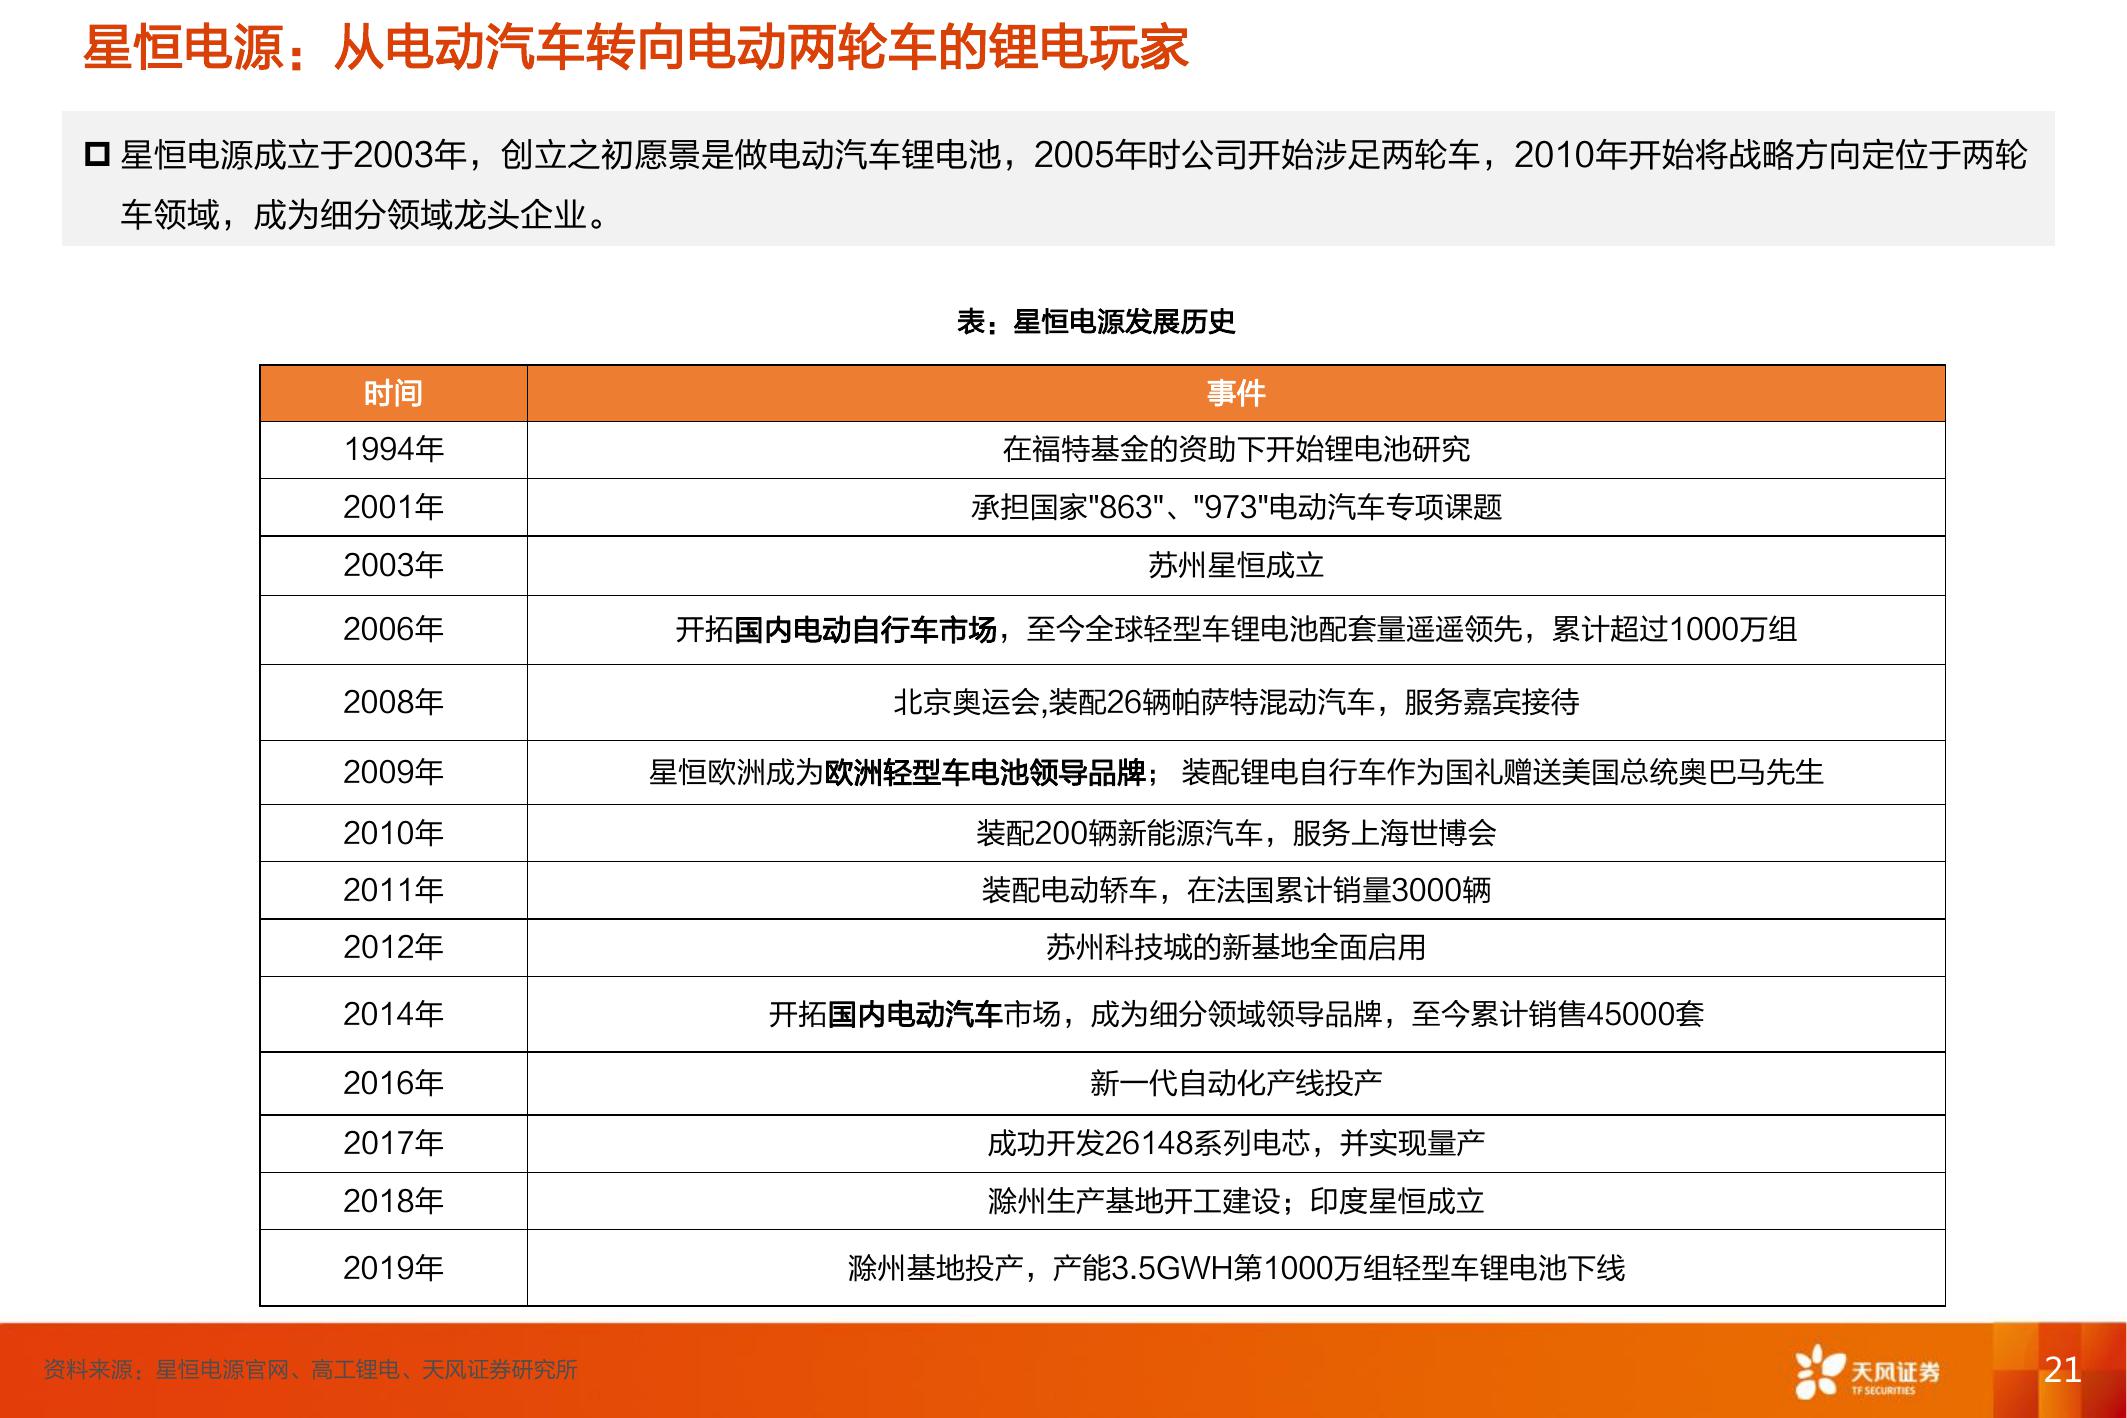 星恒电源：从电动汽车转向电动两轮车的锂电玩家
星恒电源成立于2003年，创立之初愿景是做电动汽车锂电池，2005年时公司开始涉足两轮车，2010年开始将战略方向定位于两轮
车领域，成为细分领域龙头企业。
表：星恒电源发展历史
时间 事件
1994年 在福特基金的资助下开始锂电池研究
2001年 承担国家"863"、"973"电动汽车专项课题
2003年 苏州星恒成立
2006年 开拓国内电动自行车市场，至今全球轻型车锂电池配套量遥遥领先，累计超过1000万组
2008年 北京奥运会,装配26辆帕萨特混动汽车，服务嘉宾接待
2009年 星恒欧洲成为欧洲轻型车电池领导品牌； 装配锂电自行车作为国礼赠送美国总统奥巴马先生
2010年 装配200辆新能源汽车，服务上海世博会
2011年 装配电动轿车，在法国累计销量3000辆
2012年 苏州科技城的新基地全面启用
2014年 开拓国内电动汽车市场，成为细分领域领导品牌，至今累计销售45000套
2016年 新一代自动化产线投产
2017年 成功开发26148系列电芯，并实现量产
2018年 滁州生产基地开工建设；印度星恒成立
2019年 滁州基地投产，产能3.5GWH第1000万组轻型车锂电池下线
资料来源：星恒电源官网、高工锂电、天风证券研究所
天风证券
TF SECURITIES
21